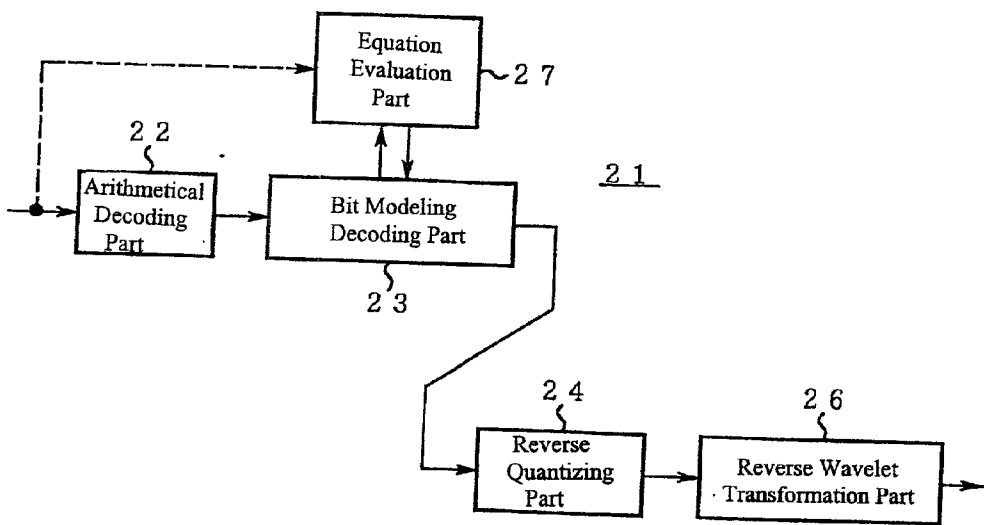 Equation
Evaluation
Part
2 7
2 2
2 1
Arithmetical
Decoding
Part
Bit Modeling
Decoding Part
2 3
2 4
2 6
Reverse
Quantizing
Part
Reverse Wavelet
Transformation Part